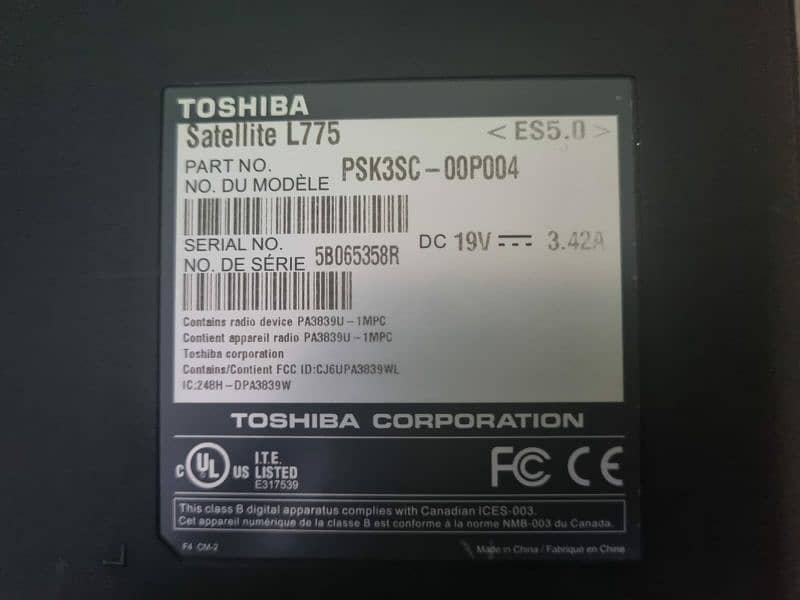 TOSHIBA
Satellite L775 <ES5.0>
PART NO.
NO. DU MODÈLE PSK3SC-00P004
SERIAL NO.
NO. DE SÉRIE 5B065358R DC 19V ⎓ 3.42A
Contains radio device PA3839U-1MPC
Contient appareil radio PA3839U-1MPC
Toshiba corporation
Contains/Contient FCC ID:CJ6UPA3839WL
IC:248H-DPA3839W
TOSHIBA CORPORATION
C UL US I.T.E. LISTED E317539 FC CE
This class B digital apparatus complies with Canadian ICES-003.
Cet appareil numérique de la classe B est conforme à la norme NMB-003 du Canada.
F4 CM-2 Made in China / Fabriqué en Chine